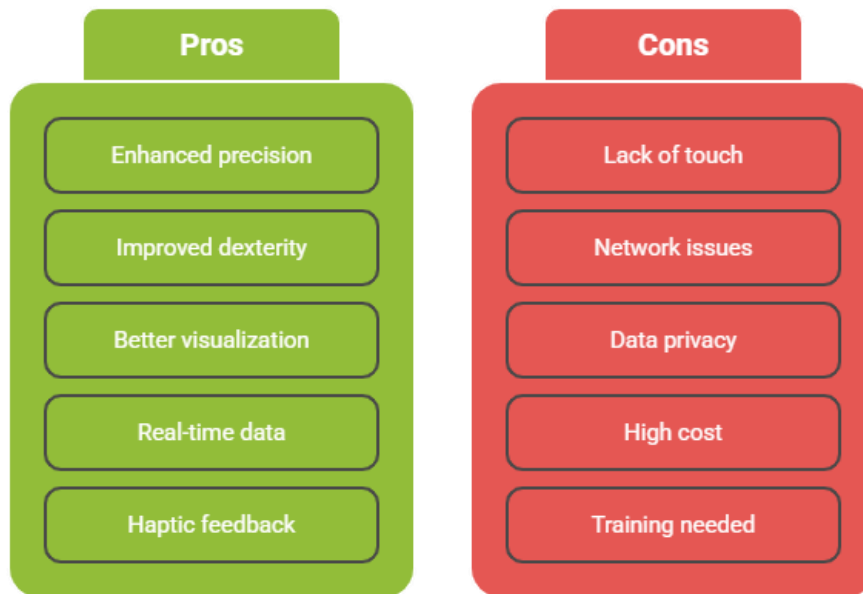 Pros
Enhanced precision
Improved dexterity
Better visualization
Real-time data
Haptic feedback
Cons
Lack of touch
Network issues
Data privacy
High cost
Training needed